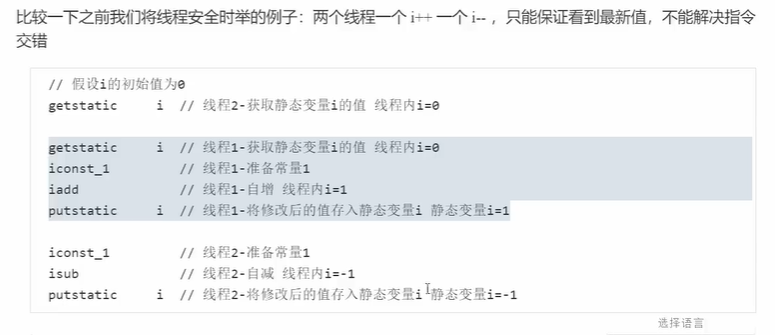 比较一下之前我们将线程安全时举的例子：两个线程一个 i++ 一个 i-- ，只能保证看到最新值，不能解决指令
交错
// 假设i的初始值为0
getstatic i // 线程2-获取静态变量i的值 线程内i=0
getstatic i // 线程1-获取静态变量i的值 线程内i=0
iconst_1 // 线程1-准备常量1
iadd // 线程1-自增 线程内i=1
putstatic i // 线程1-将修改后的值存入静态变量i 静态变量i=1
iconst_1 // 线程2-准备常量1
isub // 线程2-自减 线程内i=-1
putstatic i // 线程2-将修改后的值存入静态变量i 静态变量i=-1
选择语言